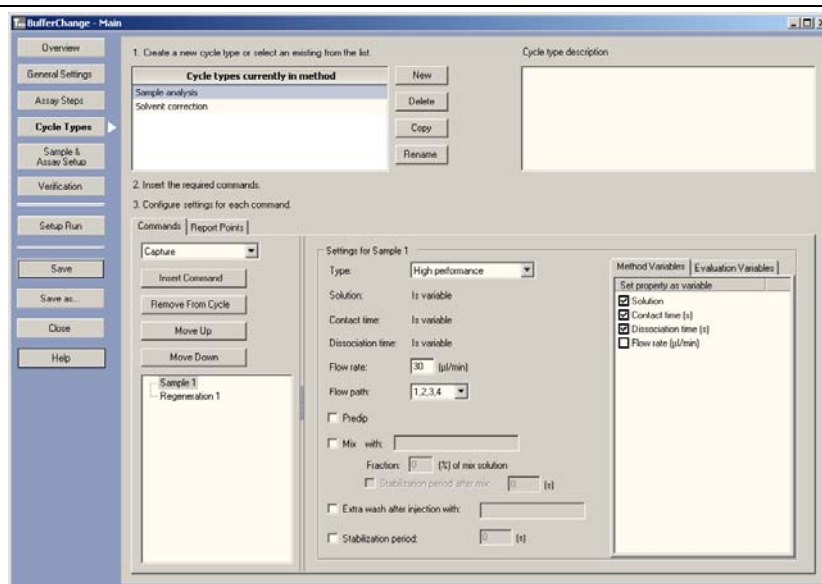 BufferChange - Main
Overview
General Settings
Assay Steps
Cycle Types
Sample &
Assay Setup
Verification
Setup Run
Save
Save as...
Close
Help
1. Create a new cycle type or select an existing from the list.
Cycle types currently in method
Sample analysis
Solvent correction
New
Delete
Copy
Rename
Cycle type description
2. Insert the required commands.
3. Configure settings for each command.
Commands Report Points
Capture
Insert Command
Remove From Cycle
Move Up
Move Down
Sample 1
Regeneration 1
Settings for Sample 1
Type: High performance
Solution: Is variable
Contact time: Is variable
Dissociation time: Is variable
Flow rate: 30 (µl/min)
Flow path: 1,2,3,4
Predip
Mix with:
Fraction: 0 (%) of mix solution
Stabilization period after mix: 0 (s)
Extra wash after injection with:
Stabilization period: 0 (s)
Method Variables Evaluation Variables
Set property as variable
Solution
Contact time (s)
Dissociation time (s)
Flow rate (µl/min)